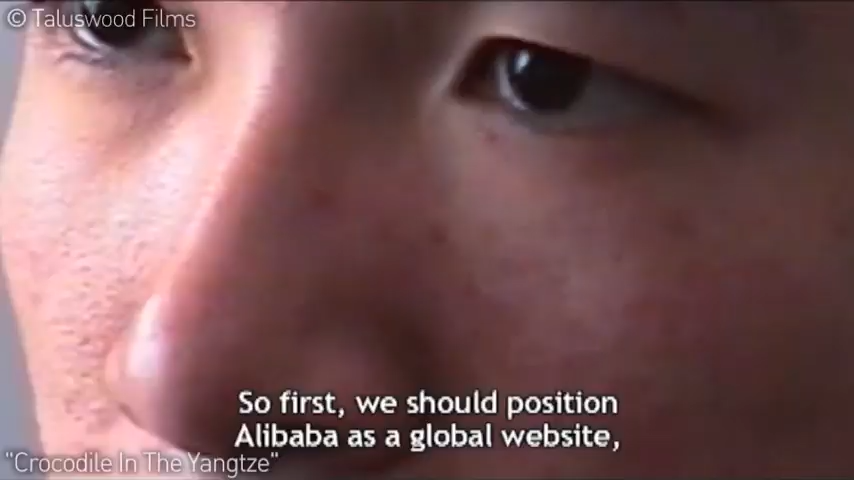 © Taluswood Films
So first, we should position
Alibaba as a global website,
"Crocodile In The Yangtze"